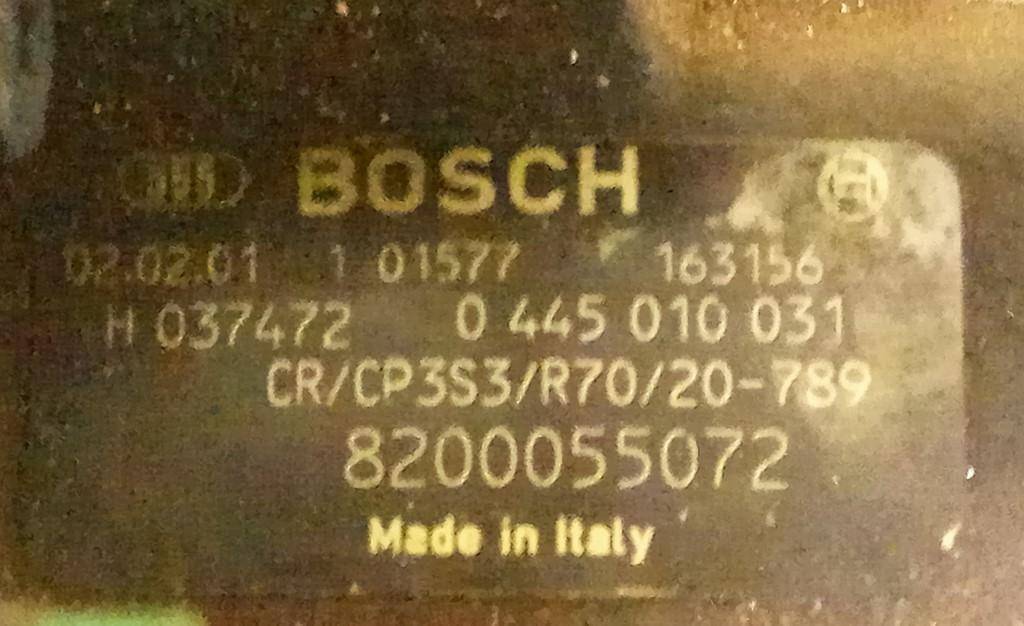 BOSCH
02.02.01 1 01577 163156
H 037472 0 445 010 031
CR/CP3S3/R70/20-789
8200055072
Made in Italy